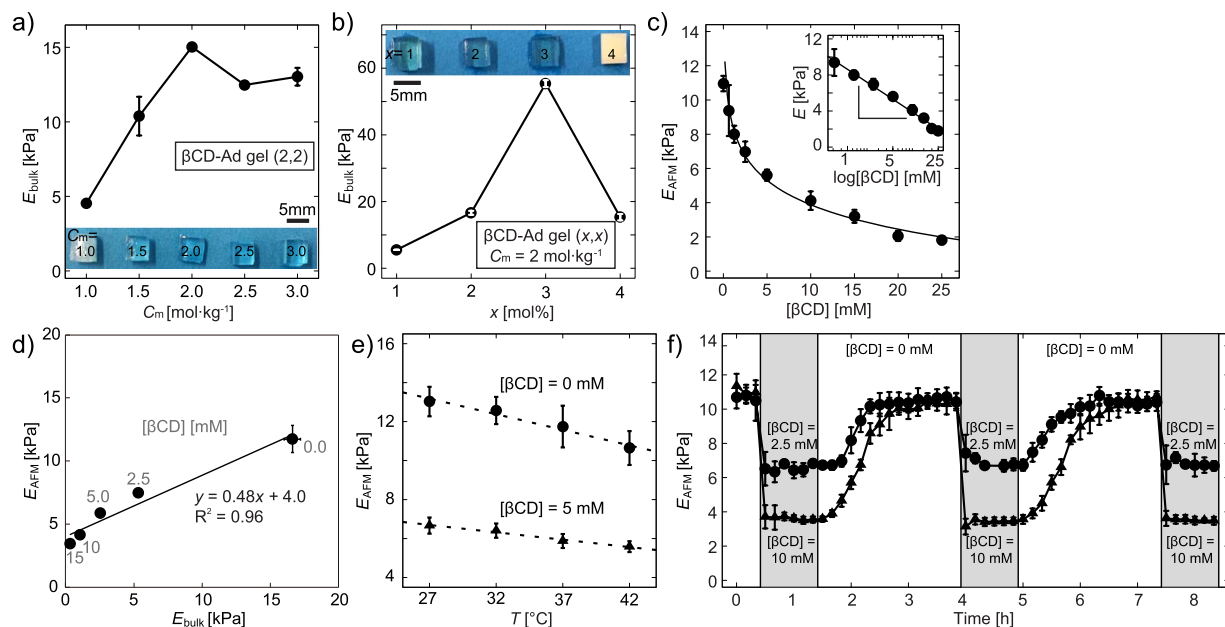 a)
E_bulk [kPa]
15
10
5
0
βCD-Ad gel (2,2)
5mm
C_m=
1.0
1.5
2.0
2.5
3.0
1.0
1.5
2.0
2.5
3.0
C_m [mol·kg⁻¹]
b)
E_bulk [kPa]
60
40
20
0
x=
1
2
3
4
5mm
βCD-Ad gel (x,x)
C_m = 2 mol·kg⁻¹
1
2
3
4
x [mol%]
c)
E_AFM [kPa]
14
12
10
8
6
4
2
0
E [kPa]
12
8
4
0
1
5
25
log[βCD] [mM]
0
5
10
15
20
25
[βCD] [mM]
d)
E_AFM [kPa]
20
15
10
5
0
[βCD] [mM]
0.0
2.5
5.0
10
15
y = 0.48x + 4.0
R² = 0.96
0
5
10
15
20
E_bulk [kPa]
e)
E_AFM [kPa]
16
13
10
7
4
[βCD] = 0 mM
[βCD] = 5 mM
27
32
37
42
T [°C]
f)
E_AFM [kPa]
14
12
10
8
6
4
2
0
[βCD] = 0 mM
[βCD] = 0 mM
[βCD] =
2.5 mM
[βCD] =
2.5 mM
[βCD] =
2.5 mM
[βCD] =
10 mM
[βCD] =
10 mM
[βCD] =
10 mM
0
1
2
3
4
5
6
7
8
Time [h]